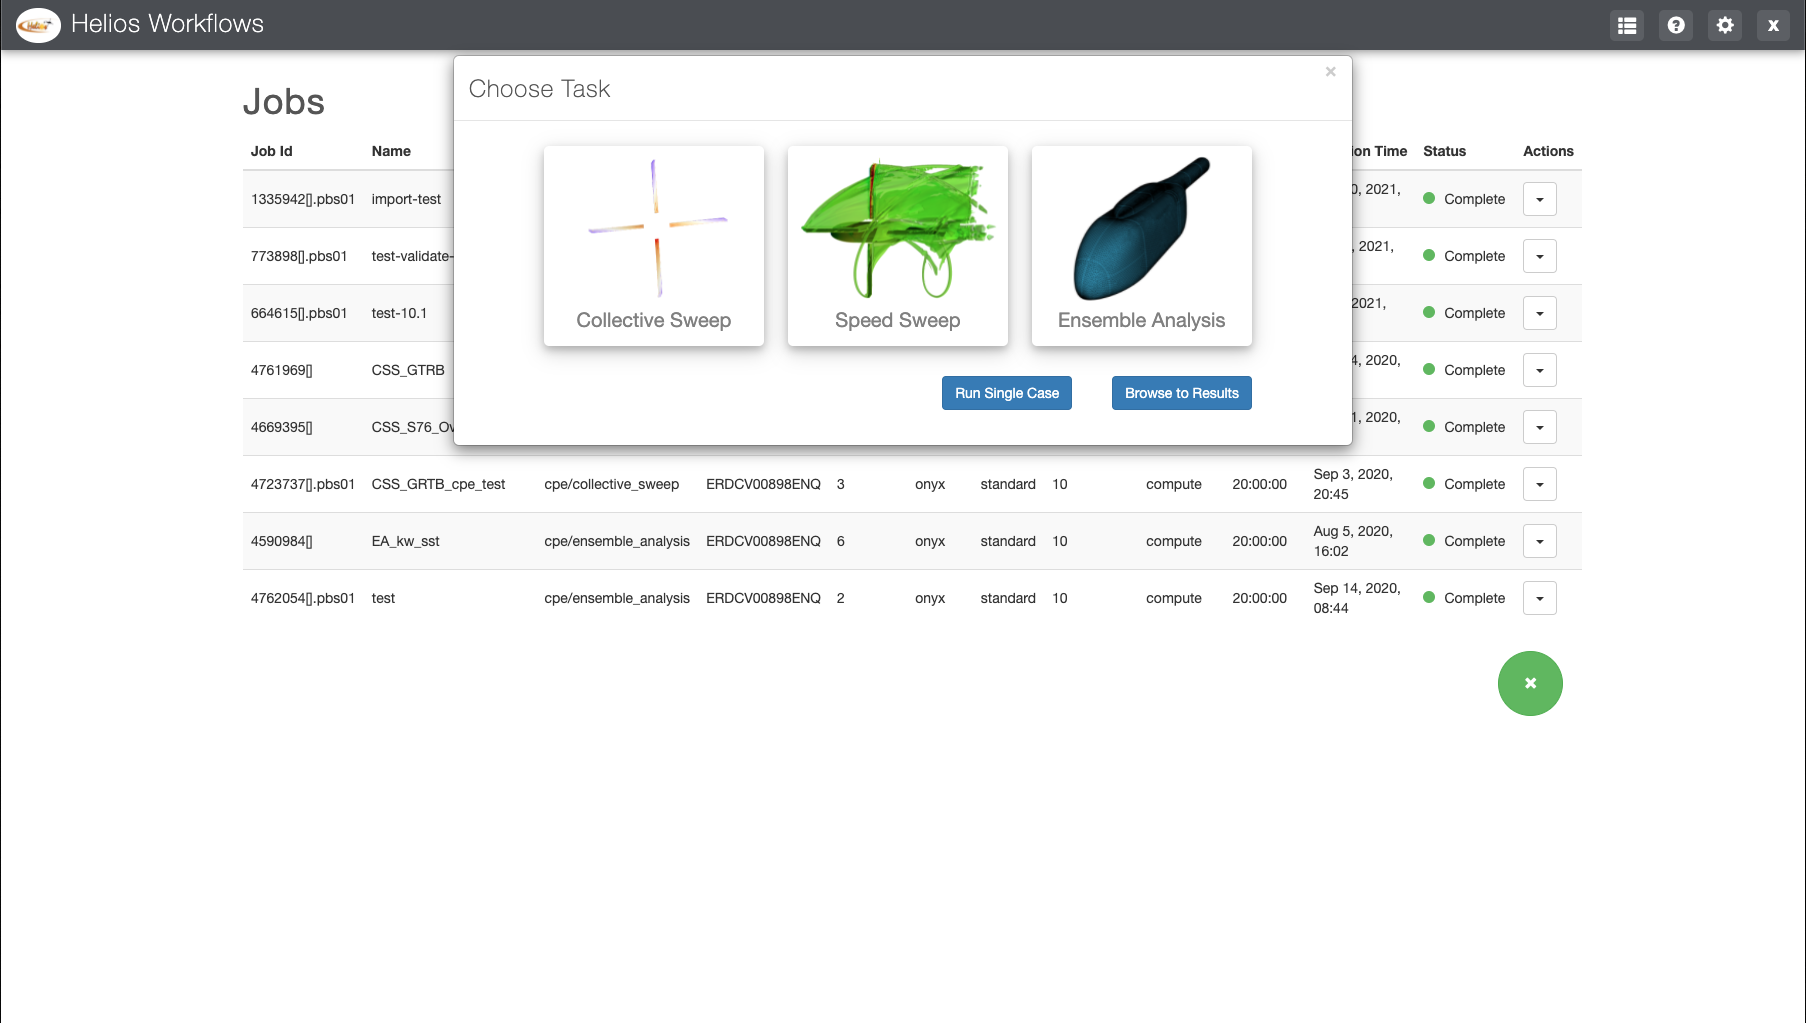 Helios Workflows
x
Choose Task
×
Jobs
Collective Sweep
Speed Sweep
Ensemble Analysis
Run Single Case
Browse to Results
Job Id Name Time Status Actions
1335942[].pbs01 import-test 2021, Complete
773898[].pbs01 test-validate- 2021, Complete
664615[].pbs01 test-10.1 2021, Complete
4761969[] CSS_GTRB 4, 2020, Complete
4669395[] CSS_S76_Ov 1, 2020, Complete
4723737[].pbs01 CSS_GRTB_cpe_test cpe/collective_sweep ERDCV00898ENQ 3 onyx standard 10 compute 20:00:00 Sep 3, 2020, 20:45 Complete
4590984[] EA_kw_sst cpe/ensemble_analysis ERDCV00898ENQ 6 onyx standard 10 compute 20:00:00 Aug 5, 2020, 16:02 Complete
4762054[].pbs01 test cpe/ensemble_analysis ERDCV00898ENQ 2 onyx standard 10 compute 20:00:00 Sep 14, 2020, 08:44 Complete